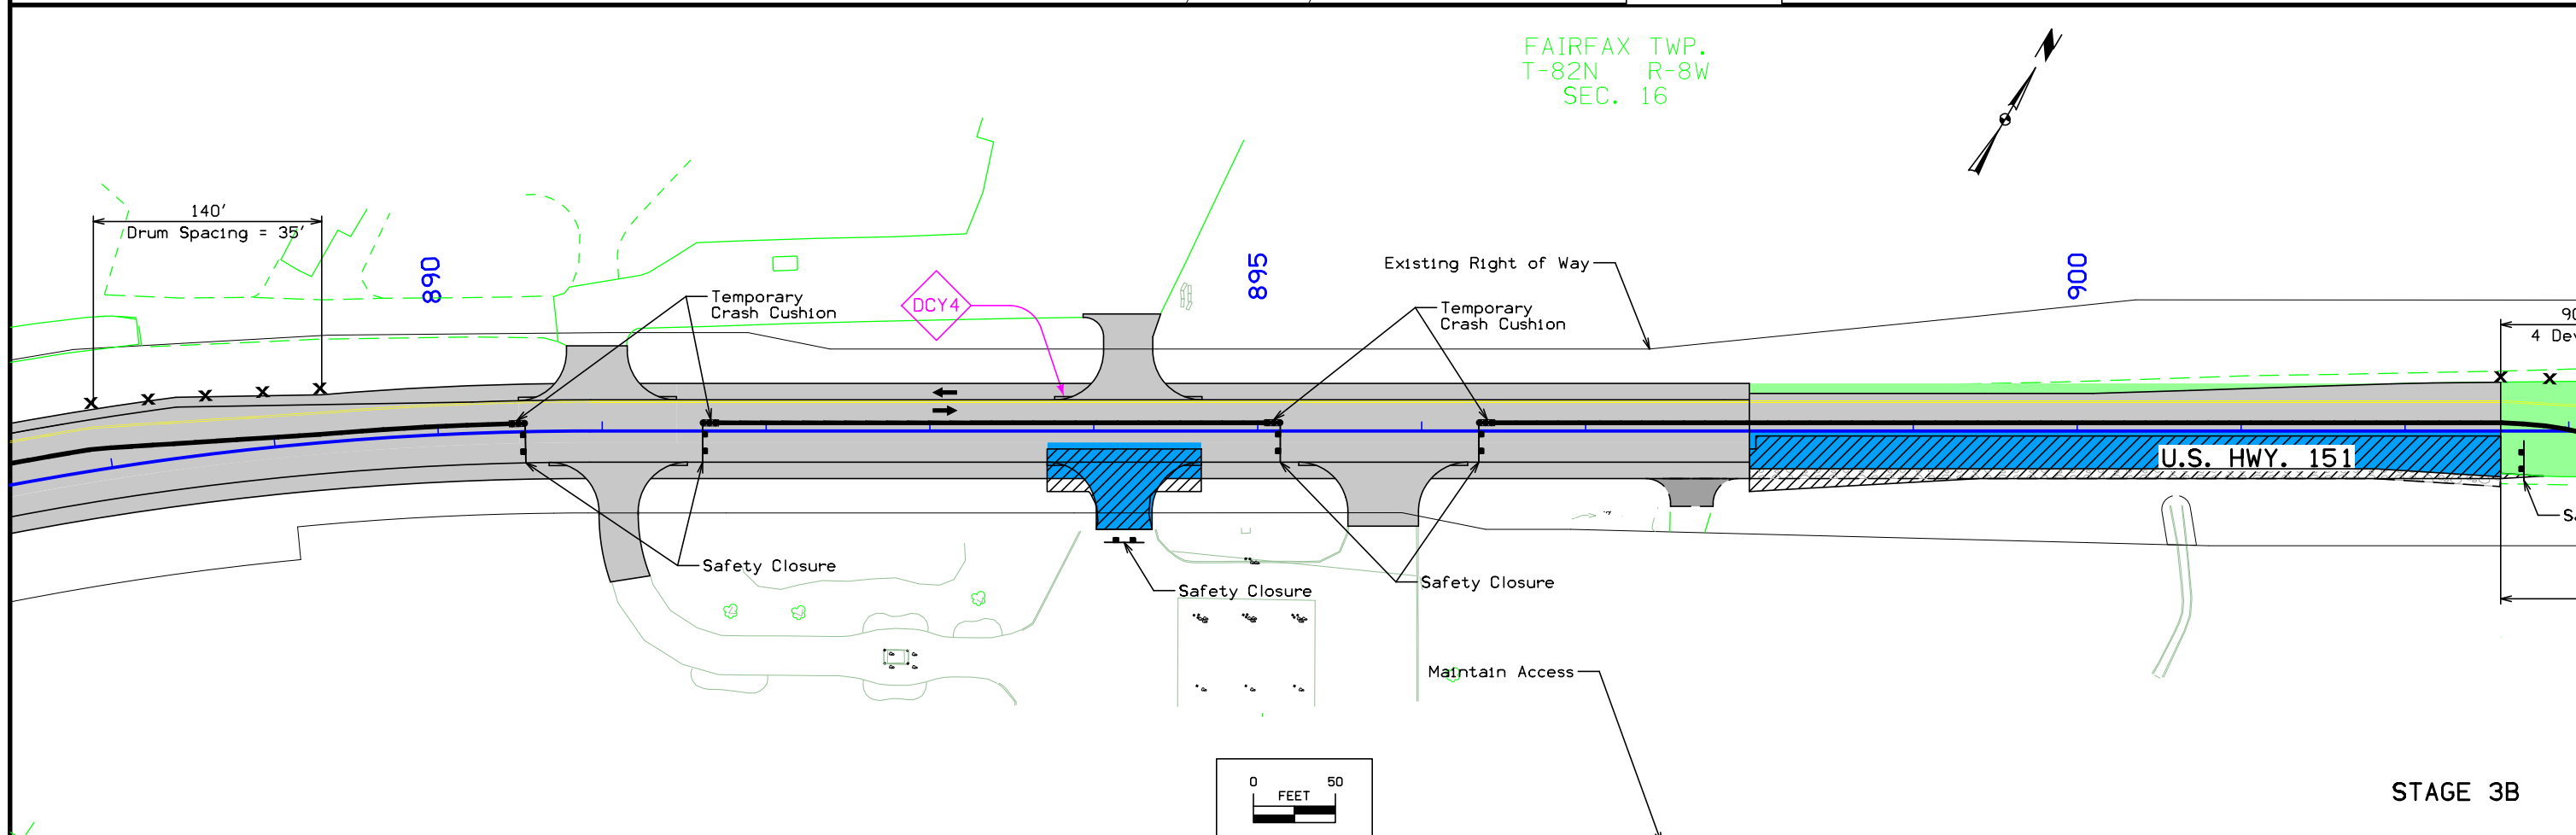 FAIRFAX TWP.
T-82N R-8W
SEC. 16
140'
Drum Spacing = 35'
890
895
900
Existing Right of Way
Temporary
Crash Cushion
DCY4
Temporary
Crash Cushion
4
U.S. HWY. 151
Safety Closure
Safety Closure
Safety Closure
Maintain Access
0 50
FEET
STAGE 3B